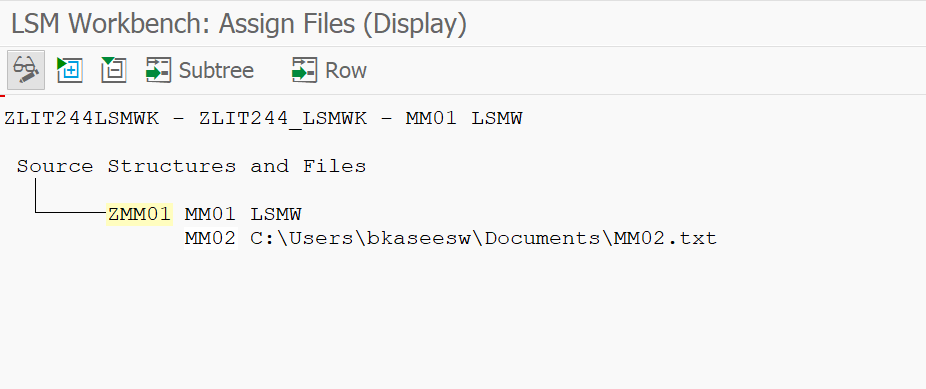 LSM Workbench: Assign Files (Display)
Subtree Row
ZLIT244LSMWK - ZLIT244_LSMWK - MM01 LSMW
Source Structures and Files
ZMM01 MM01 LSMW
MM02 C:\Users\bkaseesw\Documents\MM02.txt